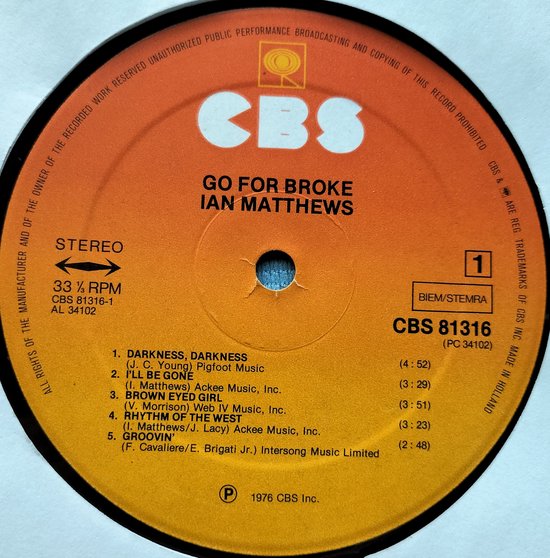 ALL RIGHTS OF THE MANUFACTURER AND OF THE OWNER OF THE RECORDED WORK RESERVED UNAUTHORIZED PUBLIC PERFORMANCE BROADCASTING AND COPYING OF THIS RECORD PROHIBITED CBS & ARE REG. TRADEMARKS OF CBS INC. MADE IN HOLLAND
CBS
GO FOR BROKE
IAN MATTHEWS
STEREO
33 ⅓ RPM
CBS 81316-1
AL 34102
1
BIEM/STEMRA
CBS 81316
(PC 34102)
1. DARKNESS, DARKNESS
(J. C. Young) Pigfoot Music (4 : 52)
2. I'LL BE GONE
(I. Matthews) Ackee Music, Inc. (3 : 29)
3. BROWN EYED GIRL
(V. Morrison) Web IV Music, Inc. (3 : 51)
4. RHYTHM OF THE WEST
(I. Matthews/J. Lacy) Ackee Music, Inc. (3 : 23)
5. GROOVIN'
(F. Cavaliere/E. Brigati Jr.) Intersong Music Limited (2 : 48)
Ⓟ 1976 CBS Inc.